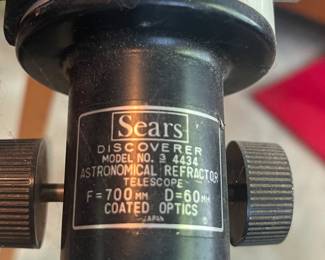 Sears
DISCOVERER
MODEL NO. 3 4434
ASTRONOMICAL REFRACTOR
TELESCOPE
F=700MM D=60MM
COATED OPTICS
JAPAN